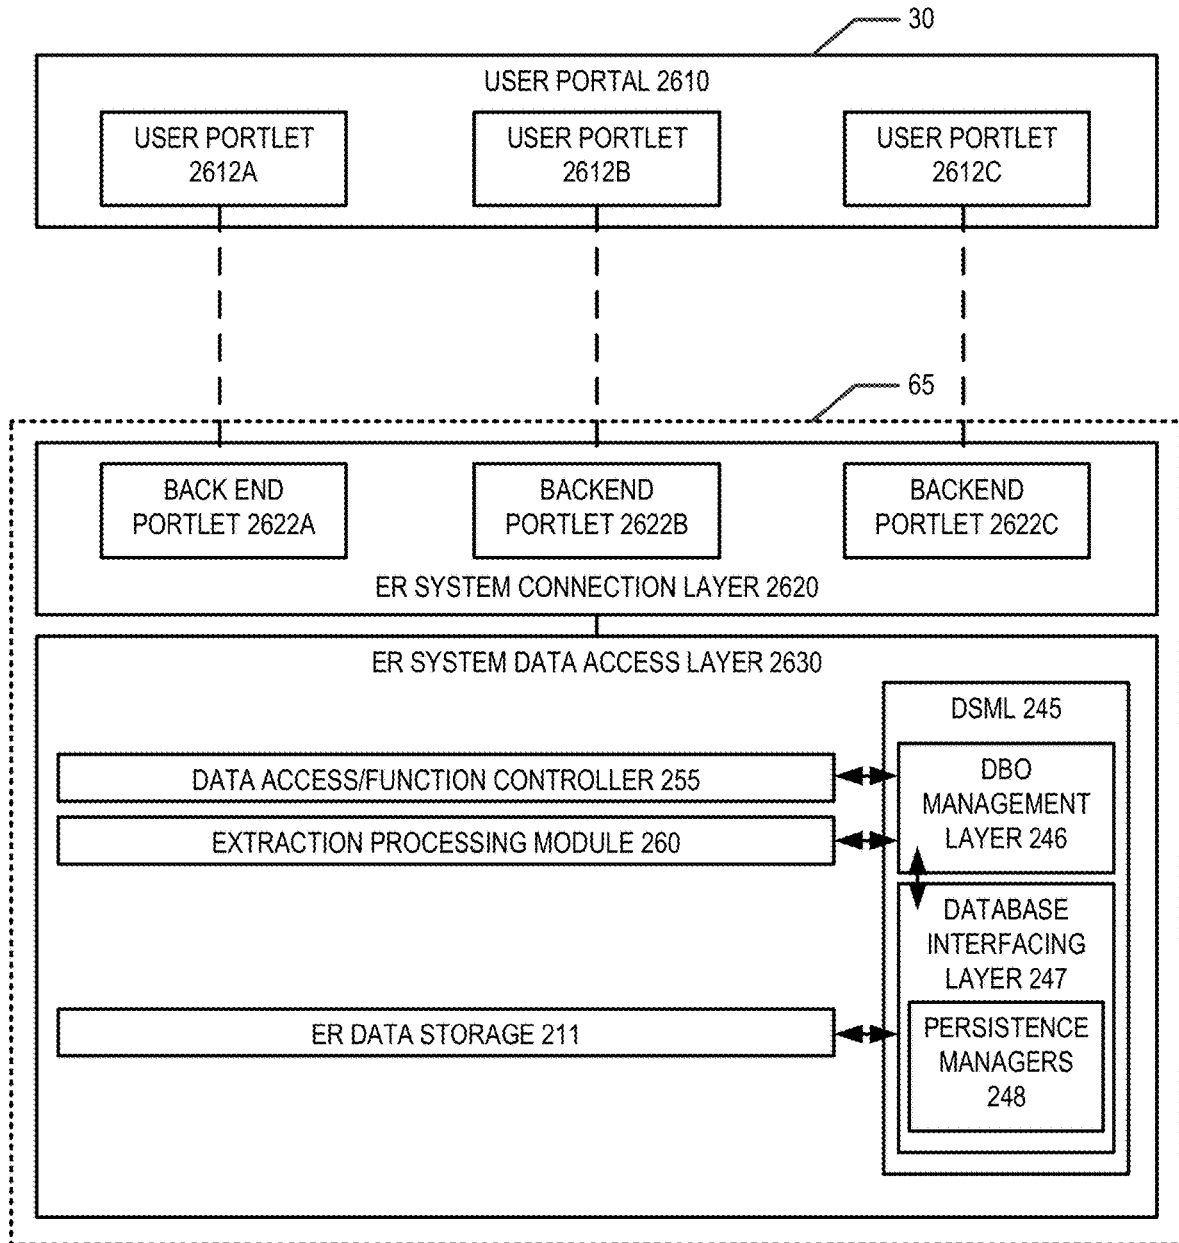 30
USER PORTAL 2610
USER PORTLET
2612A
USER PORTLET
2612B
USER PORTLET
2612C
65
BACK END
PORTLET 2622A
BACKEND
PORTLET 2622B
BACKEND
PORTLET 2622C
ER SYSTEM CONNECTION LAYER 2620
ER SYSTEM DATA ACCESS LAYER 2630
DSML 245
DATA ACCESS/FUNCTION CONTROLLER 255
EXTRACTION PROCESSING MODULE 260
DBO
MANAGEMENT
LAYER 246
DATABASE
INTERFACING
LAYER 247
ER DATA STORAGE 211
PERSISTENCE
MANAGERS
248